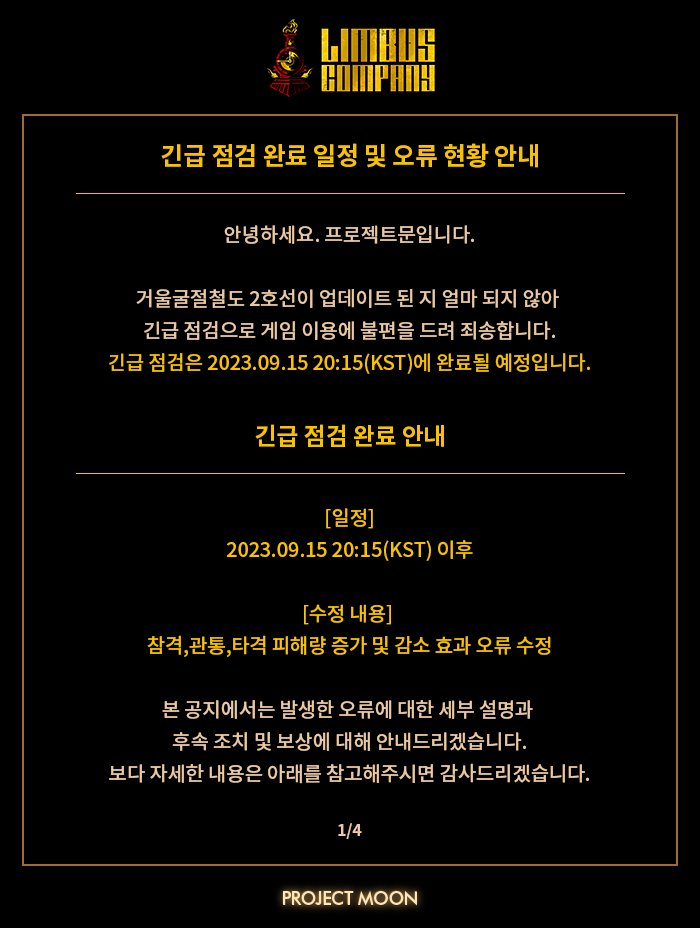 LIMBUS
COMPANY
긴급 점검 완료 일정 및 오류 현황 안내
안녕하세요. 프로젝트문입니다.
거울굴절철도 2호선이 업데이트 된 지 얼마 되지 않아
긴급 점검으로 게임 이용에 불편을 드려 죄송합니다.
긴급 점검은 2023.09.15 20:15(KST)에 완료될 예정입니다.
긴급 점검 완료 안내
[일정]
2023.09.15 20:15(KST) 이후
[수정 내용]
참격,관통,타격 피해량 증가 및 감소 효과 오류 수정
본 공지에서는 발생한 오류에 대한 세부 설명과
후속 조치 및 보상에 대해 안내드리겠습니다.
보다 자세한 내용은 아래를 참고해주시면 감사드리겠습니다.
1/4
PROJECT MOON